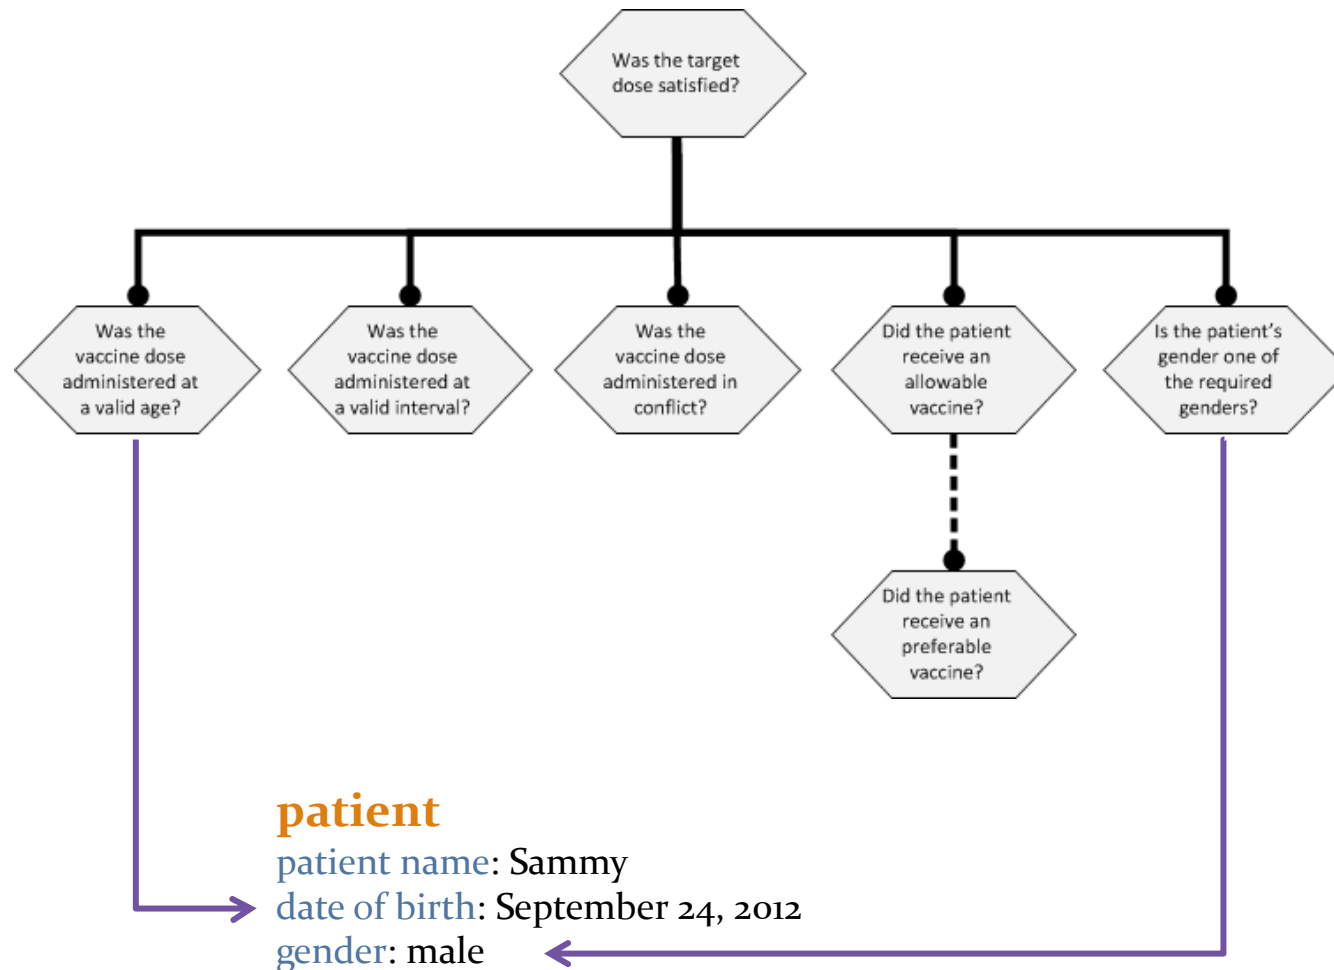 Was the target
dose satisfied?
Was the
vaccine dose
administered at
a valid age?
Was the
vaccine dose
administered at
a valid interval?
Was the
vaccine dose
administered in
conflict?
Did the patient
receive an
allowable
vaccine?
Is the patient’s
gender one of
the required
genders?
Did the patient
receive an
preferable
vaccine?
patient
patient name: Sammy
date of birth: September 24, 2012
gender: male